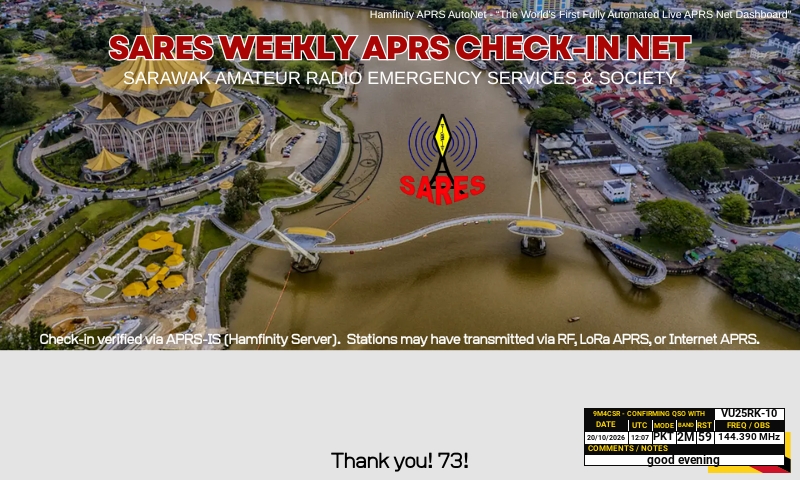 Hamfinity APRS AutoNet - "The World's First Fully Automated Live APRS Net Dashboard"
SARES WEEKLY APRS CHECK-IN NET
SARAWAK AMATEUR RADIO EMERGENCY SERVICES & SOCIETY
SARES
Check-in verified via APRS-IS (Hamfinity Server). Stations may have transmitted via RF, LoRa APRS, or Internet APRS.
9M4CSR - CONFIRMING QSO WITH VU25RK-10
DATE UTC MODE BAND RST FREQ / OBS
20/10/2026 12:07 PKT 2M 59 144.390 MHz
COMMENTS / NOTES
good evening
Thank you! 73!